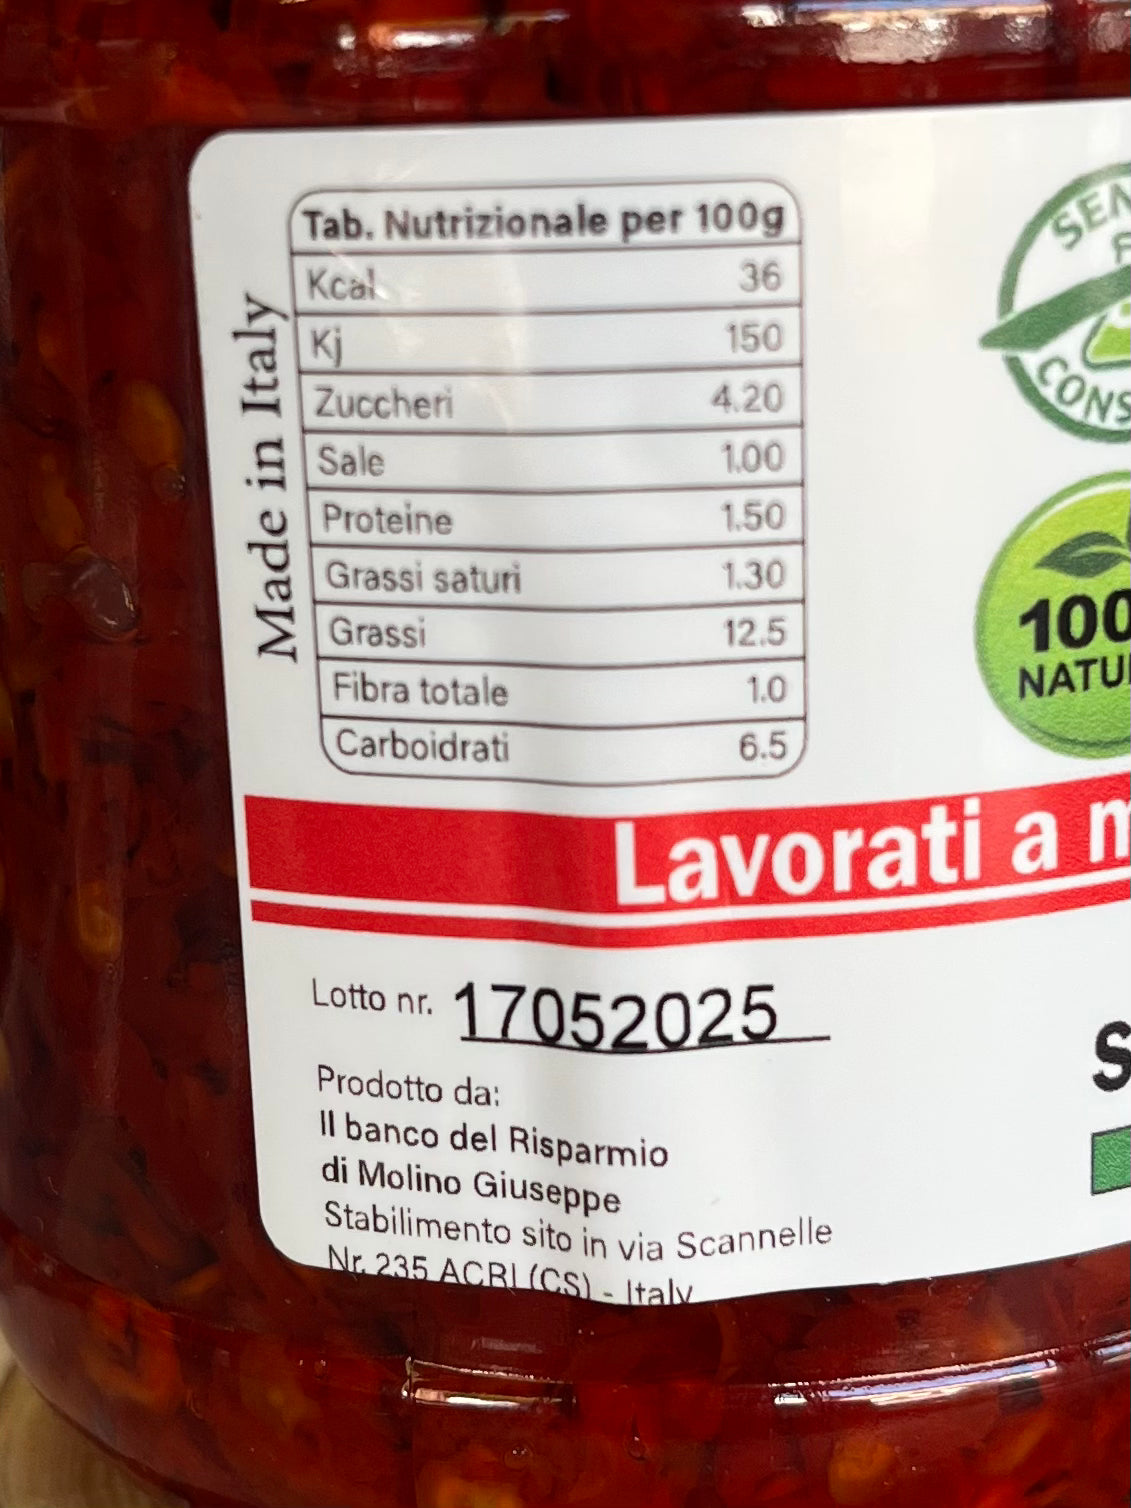 Made in Italy
Tab. Nutrizionale per 100g
Kcal 36
Kj 150
Zuccheri 4.20
Sale 1.00
Proteine 1.50
Grassi saturi 1.30
Grassi 12.5
Fibra totale 1.0
Carboidrati 6.5
SEN
CONS
100
NATU
Lavorati a m
Lotto nr. 17052025
Prodotto da:
Il banco del Risparmio
di Molino Giuseppe
Stabilimento sito in via Scannelle
Nr. 235 ACRI (CS) - Italy
S